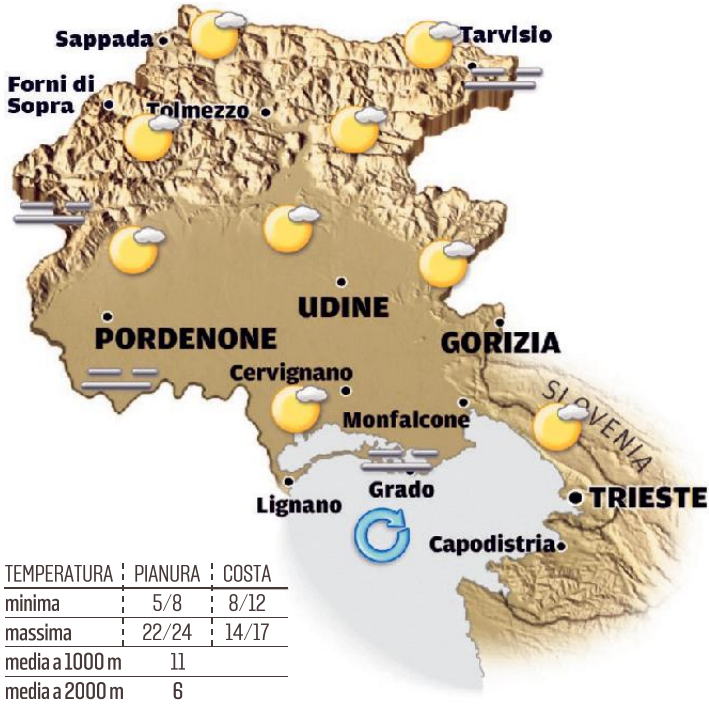 Sappada
Tarvisio
Forni di
Sopra
Tolmezzo
UDINE
PORDENONE
GORIZIA
Cervignano
SLOVENIA
Monfalcone
Lignano
Grado
TRIESTE
Capodistria
TEMPERATURA PIANURA COSTA
minima 5/8 8/12
massima 22/24 14/17
media a 1000 m 11
media a 2000 m 6